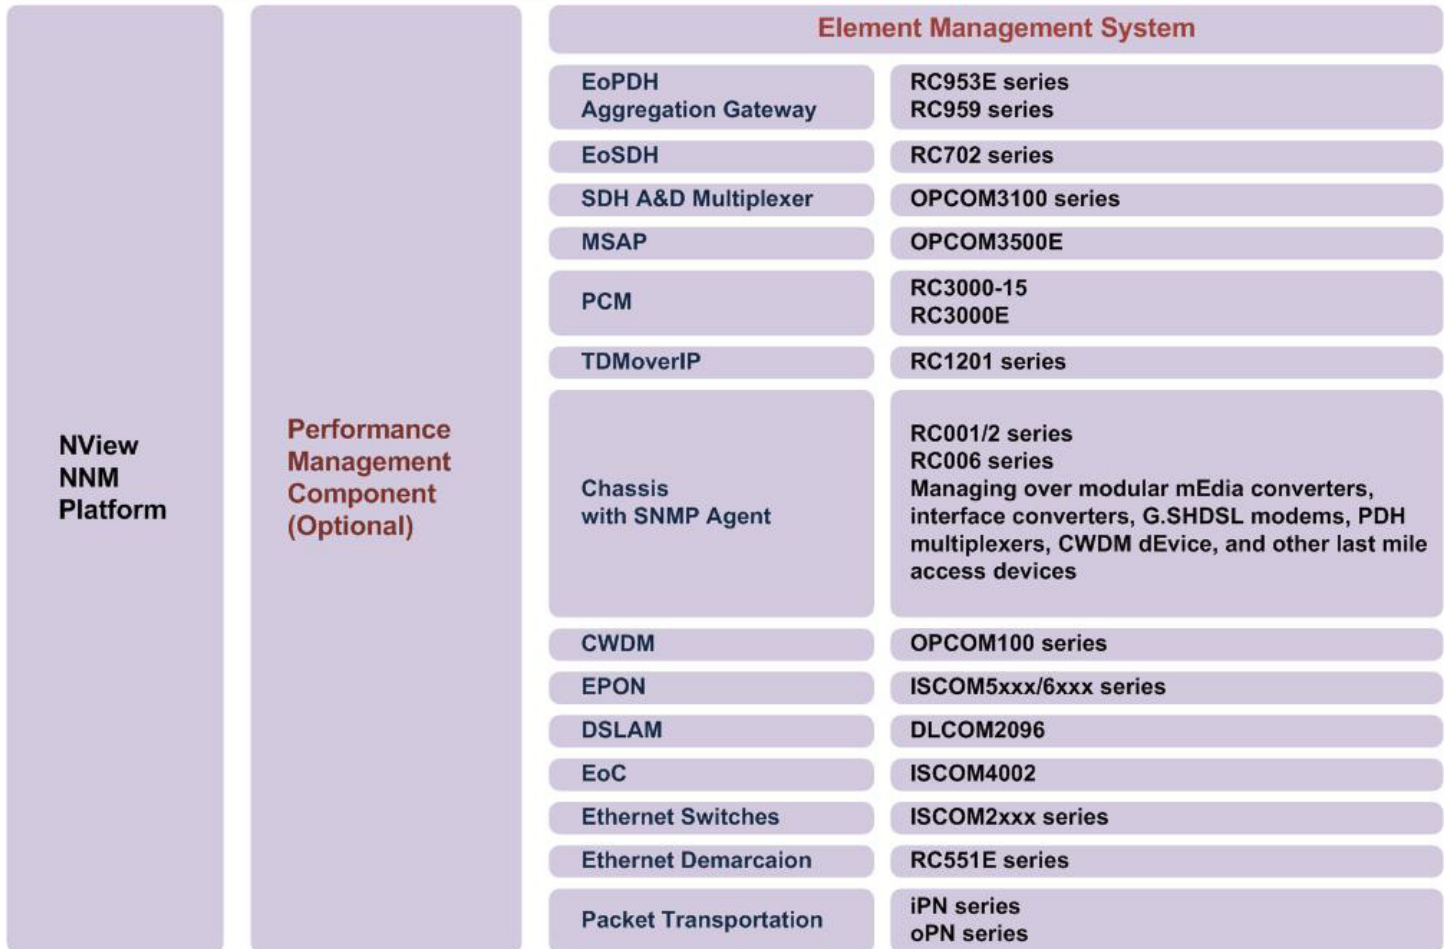 NView
NNM
Platform
Performance
Management
Component
(Optional)
Element Management System
EoPDH
Aggregation Gateway
RC953E series
RC959 series
EoSDH
RC702 series
SDH A&D Multiplexer
OPCOM3100 series
MSAP
OPCOM3500E
PCM
RC3000-15
RC3000E
TDMoverIP
RC1201 series
Chassis
with SNMP Agent
RC001/2 series
RC006 series
Managing over modular mEdia converters,
interface converters, G.SHDSL modems, PDH
multiplexers, CWDM dEvice, and other last mile
access devices
CWDM
OPCOM100 series
EPON
ISCOM5xxx/6xxx series
DSLAM
DLCOM2096
EoC
ISCOM4002
Ethernet Switches
ISCOM2xxx series
Ethernet Demarcaion
RC551E series
Packet Transportation
iPN series
oPN series